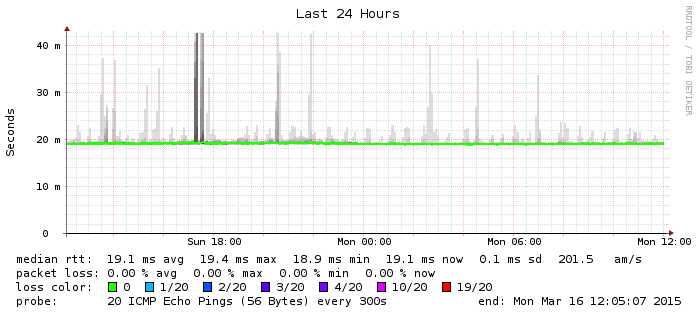 Last 24 Hours
RRDTOOL / TOBI OETIKER
Seconds
40 m
30 m
20 m
10 m
0
Sun 18:00 Mon 00:00 Mon 06:00 Mon 12:00
median rtt: 19.1 ms avg 19.4 ms max 18.9 ms min 19.1 ms now 0.1 ms sd 201.5 am/s
packet loss: 0.00 % avg 0.00 % max 0.00 % min 0.00 % now
loss color: 0 1/20 2/20 3/20 4/20 10/20 19/20
probe: 20 ICMP Echo Pings (56 Bytes) every 300s end: Mon Mar 16 12:05:07 2015